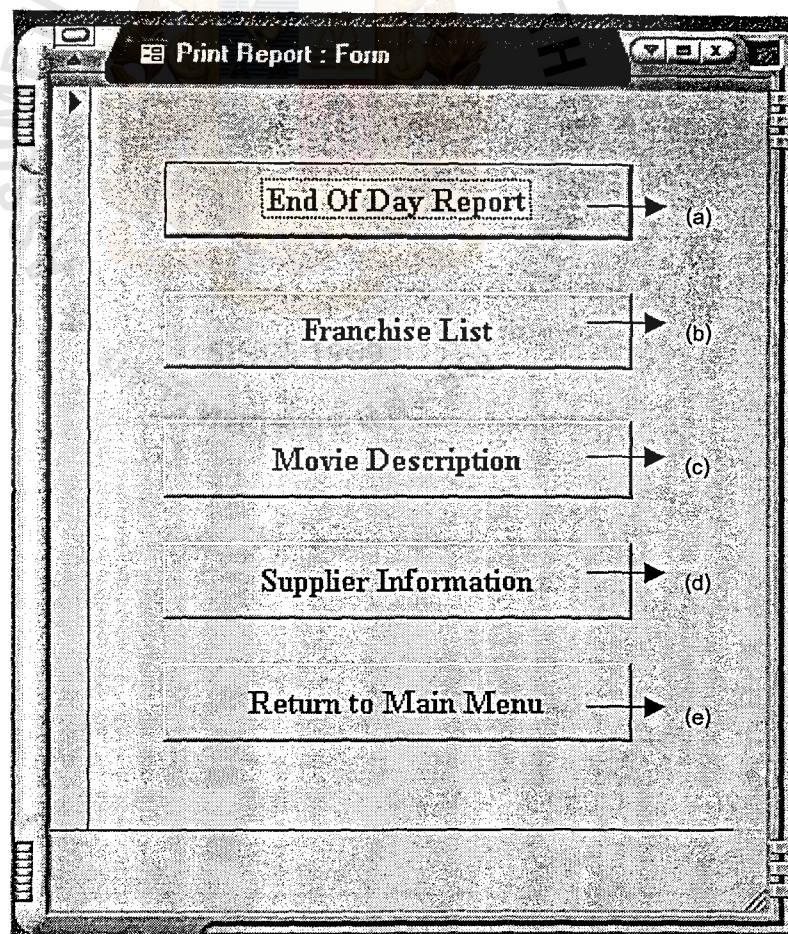 Print Report : Form
End Of Day Report
(a)
Franchise List
(b)
Movie Description
(c)
Supplier Information
(d)
Return to Main Menu
(e)